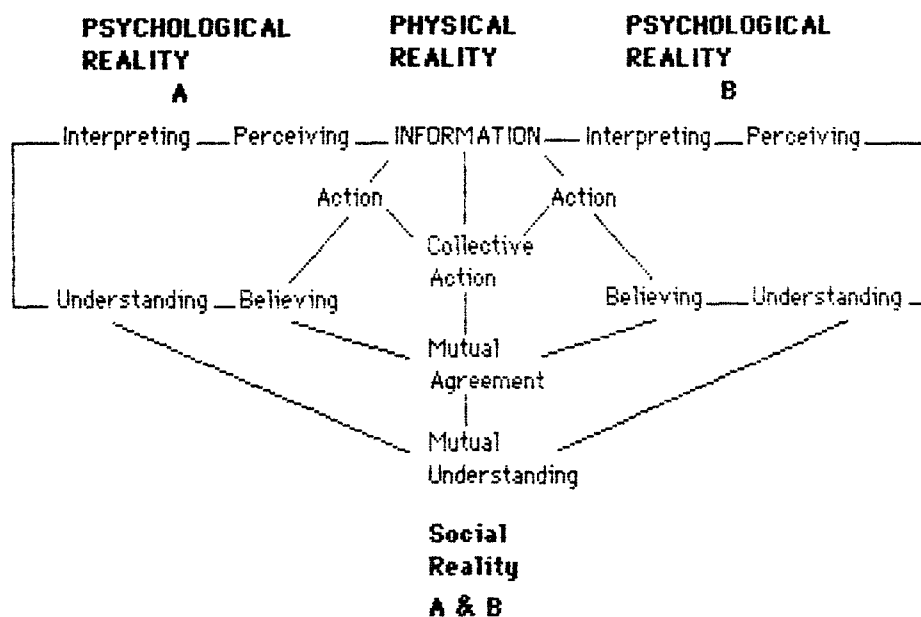 PSYCHOLOGICAL REALITY A
PHYSICAL REALITY
PSYCHOLOGICAL REALITY B
Interpreting Perceiving INFORMATION Interpreting Perceiving
Action Action
Collective Action
Understanding Believing Believing Understanding
Mutual Agreement
Mutual Understanding
Social
Reality
A & B